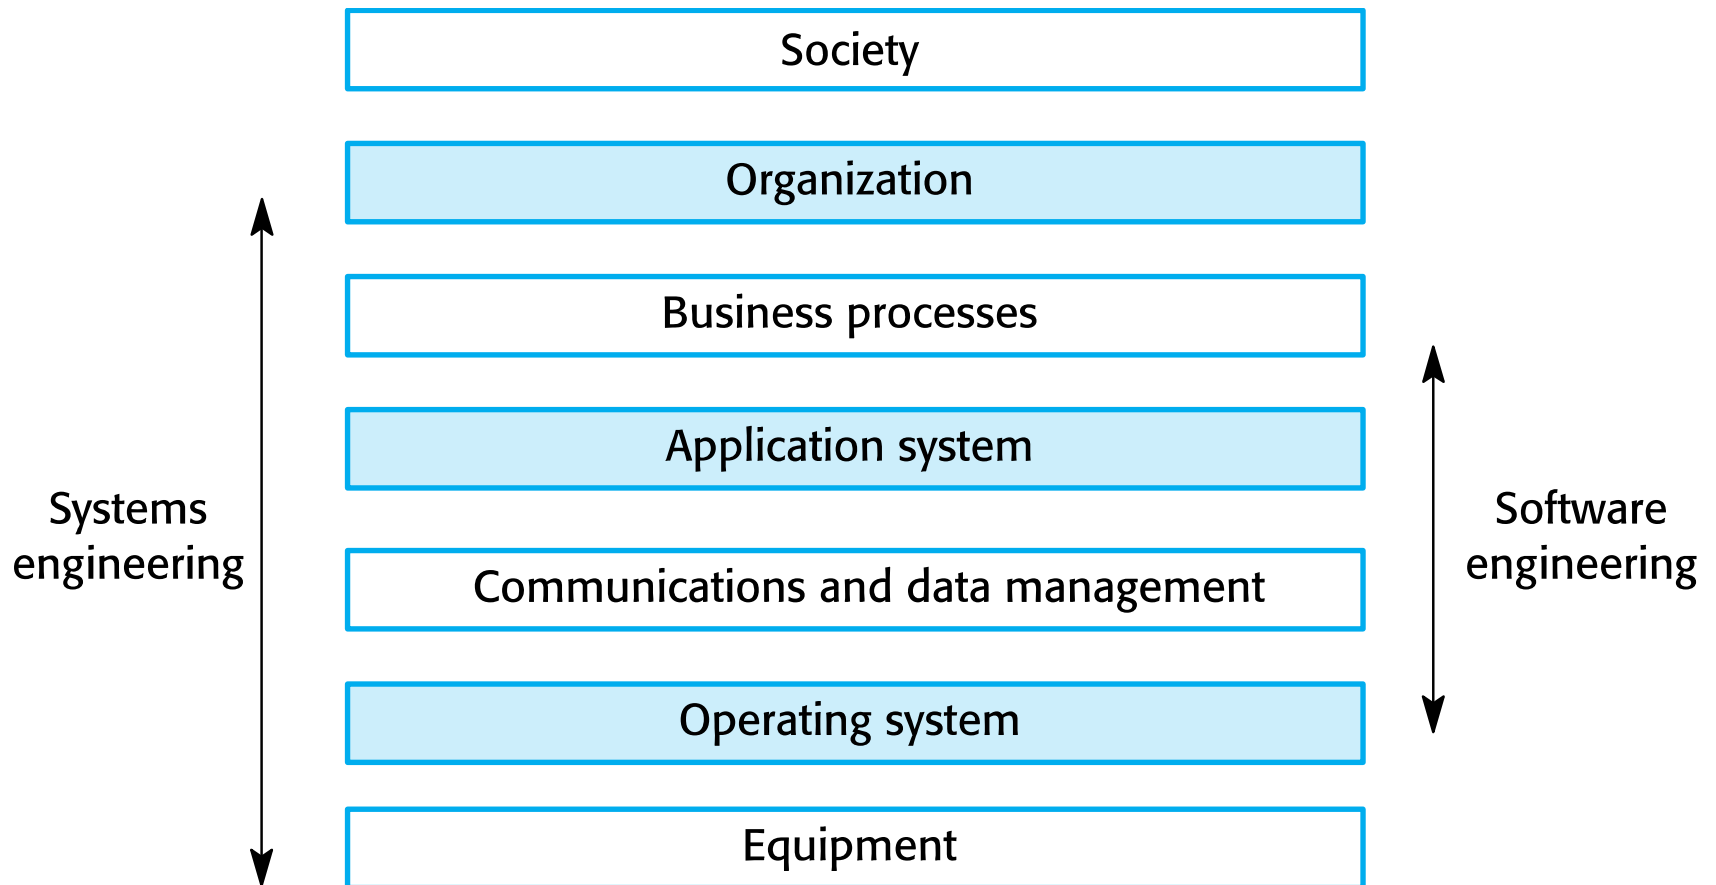 Society
Organization
Business processes
Application system
Systems
engineering
Software
engineering
Communications and data management
Operating system
Equipment